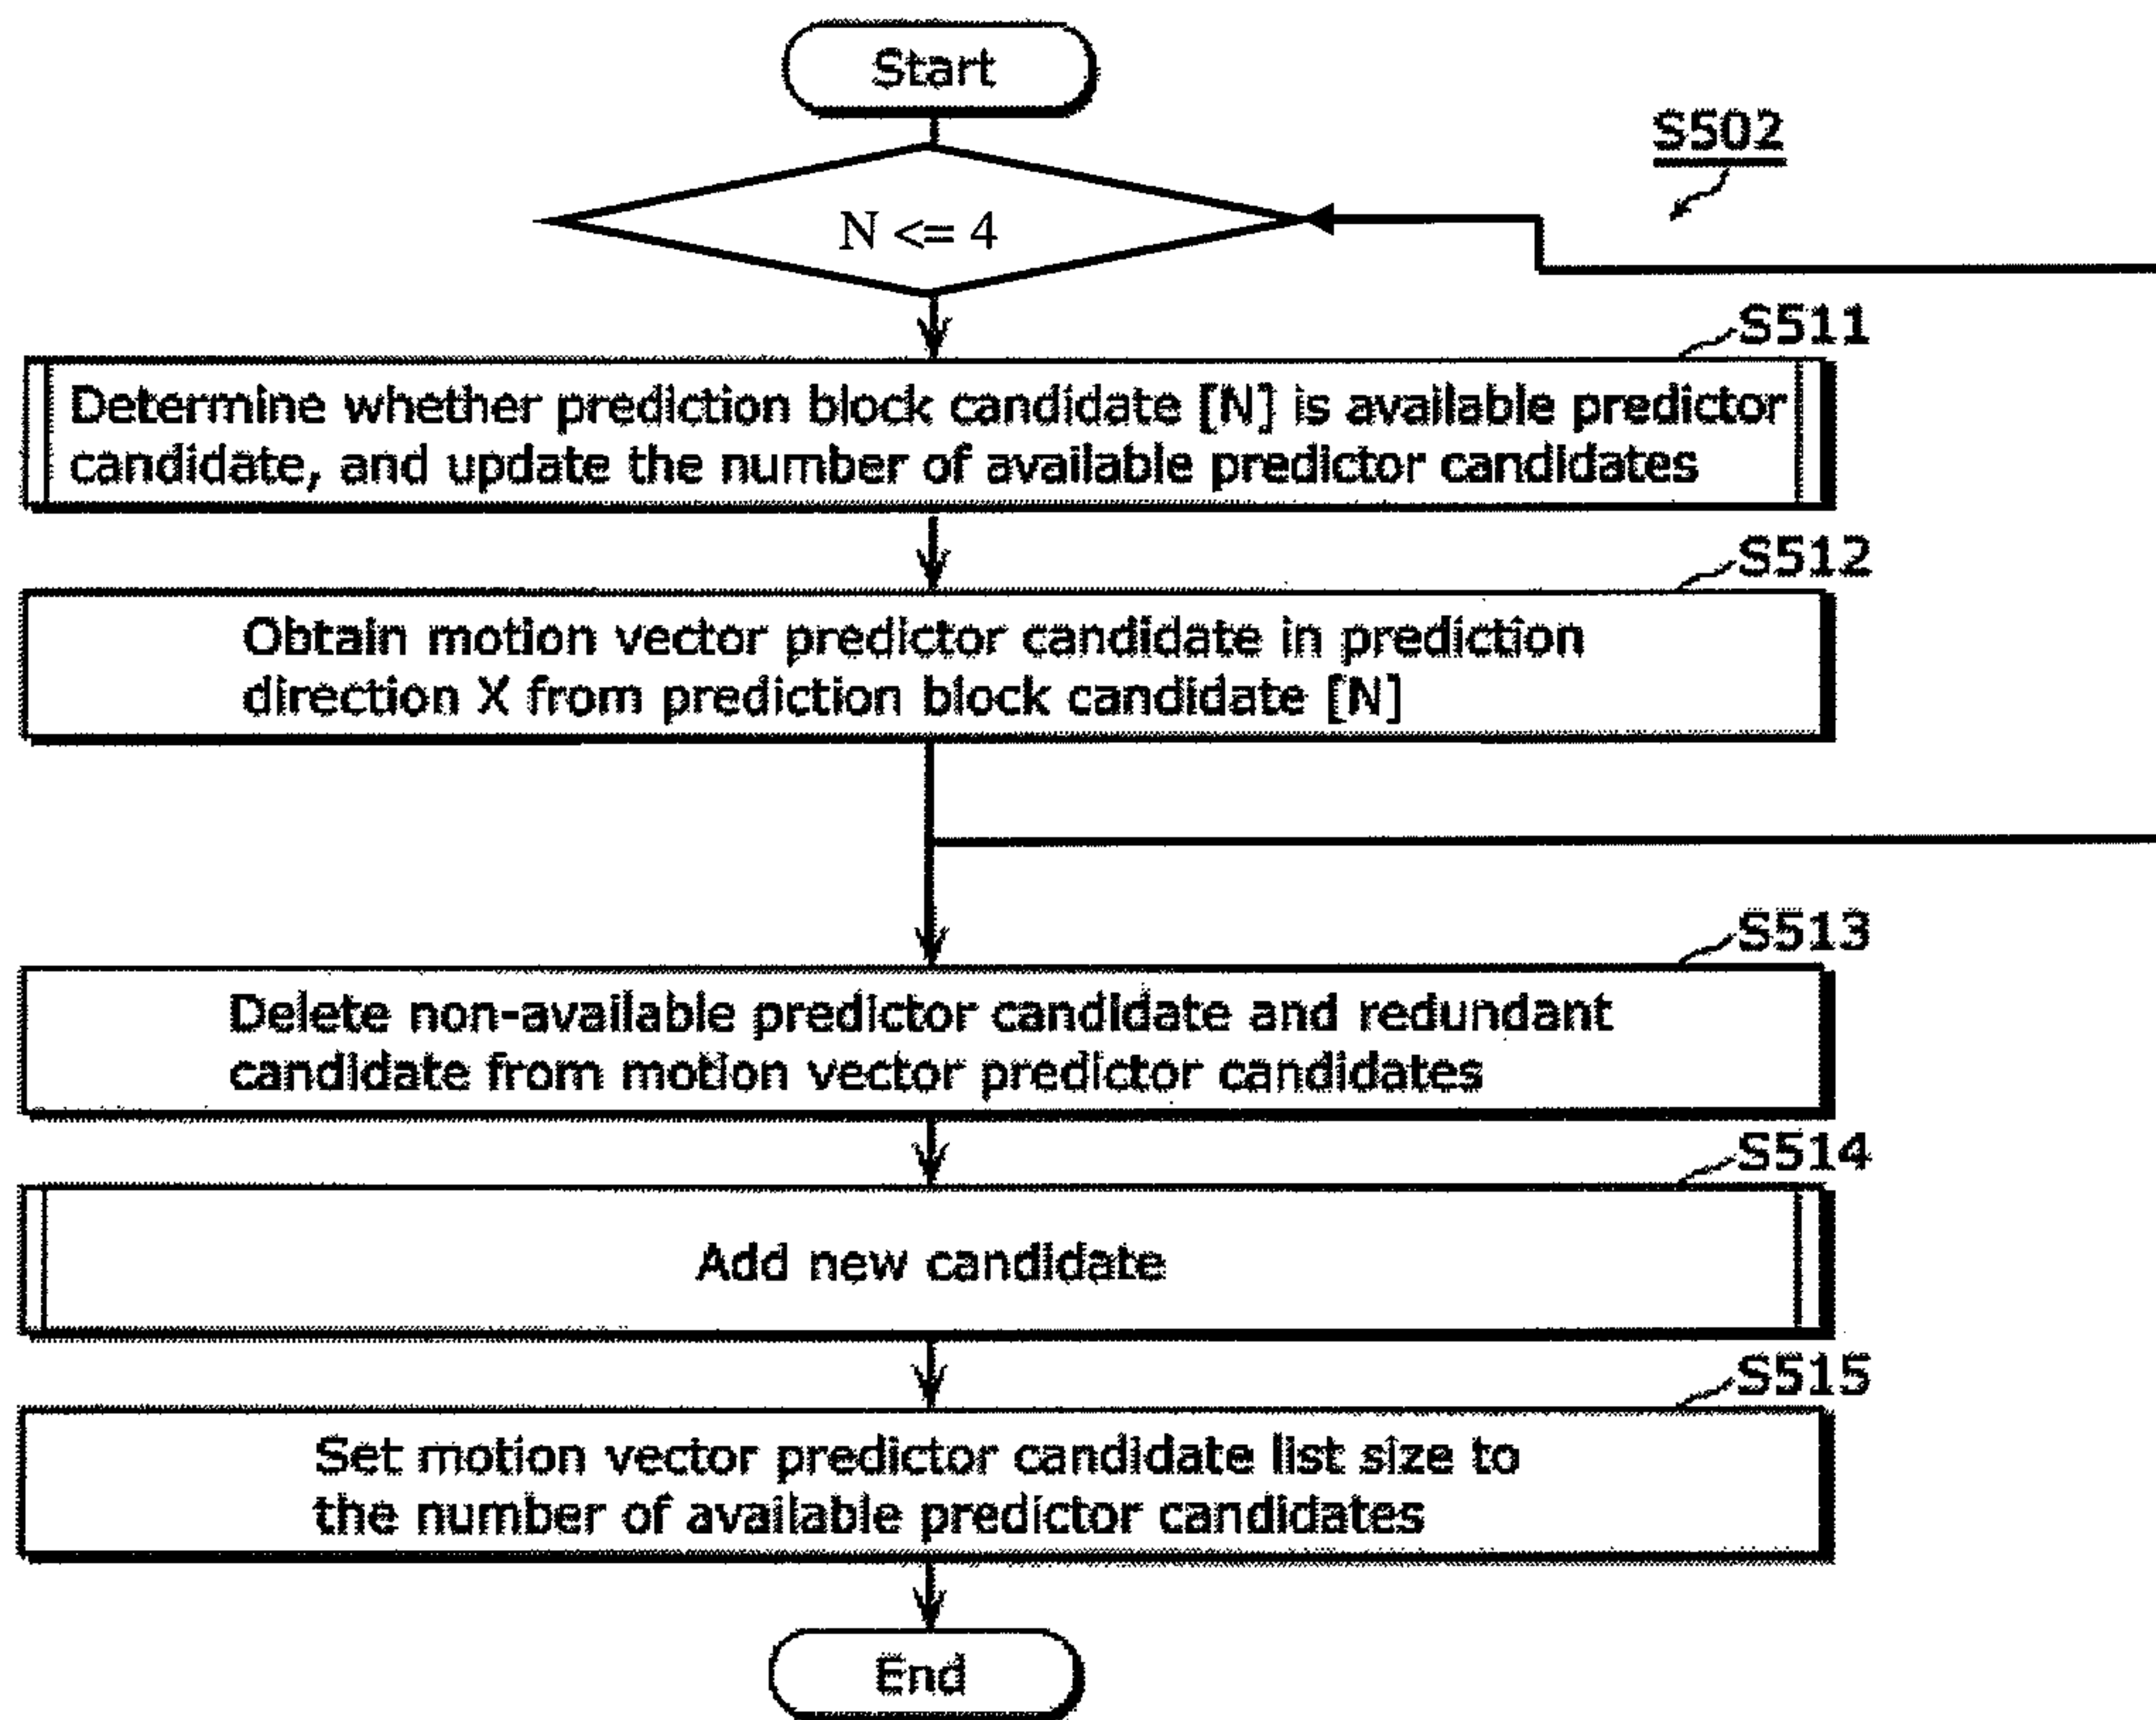 Start
S502
N <= 4
S511
Determine whether prediction block candidate [N] is available predictor
candidate, and update the number of available predictor candidates
S512
Obtain motion vector predictor candidate in prediction
direction X from prediction block candidate [N]
S513
Delete non-available predictor candidate and redundant
candidate from motion vector predictor candidates
S514
Add new candidate
S515
Set motion vector predictor candidate list size to
the number of available predictor candidates
End